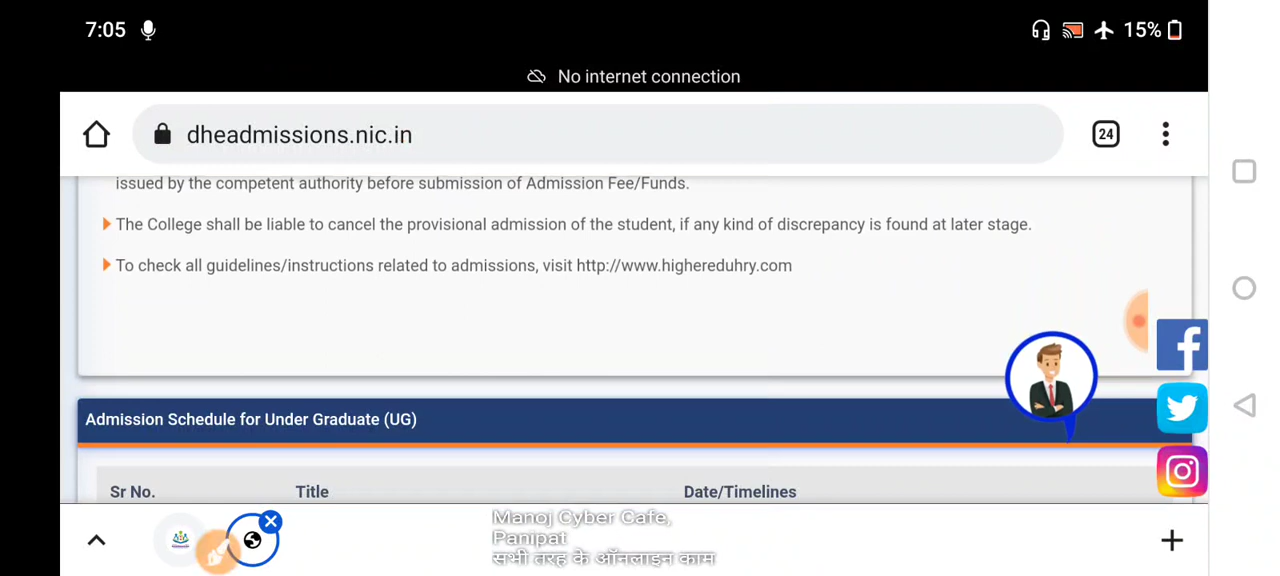 7:05
15%
No internet connection
dheadmissions.nic.in
24
issued by the competent authority before submission of Admission Fee/Funds.
The College shall be liable to cancel the provisional admission of the student, if any kind of discrepancy is found at later stage.
To check all guidelines/instructions related to admissions, visit http://www.highereduhry.com
Admission Schedule for Under Graduate (UG)
Sr No. Title Date/Timelines
Manoj Cyber Cafe,
Panipat
सभी तरह के ऑनलाइन काम